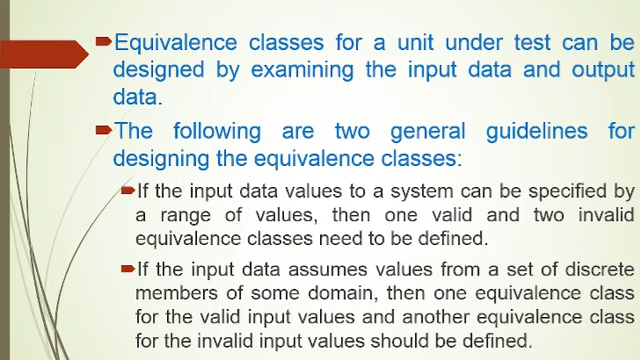 Equivalence classes for a unit under test can be
designed by examining the input data and output
data.
The following are two general guidelines for
designing the equivalence classes:
If the input data values to a system can be specified by
a range of values, then one valid and two invalid
equivalence classes need to be defined.
If the input data assumes values from a set of discrete
members of some domain, then one equivalence class
for the valid input values and another equivalence class
for the invalid input values should be defined.